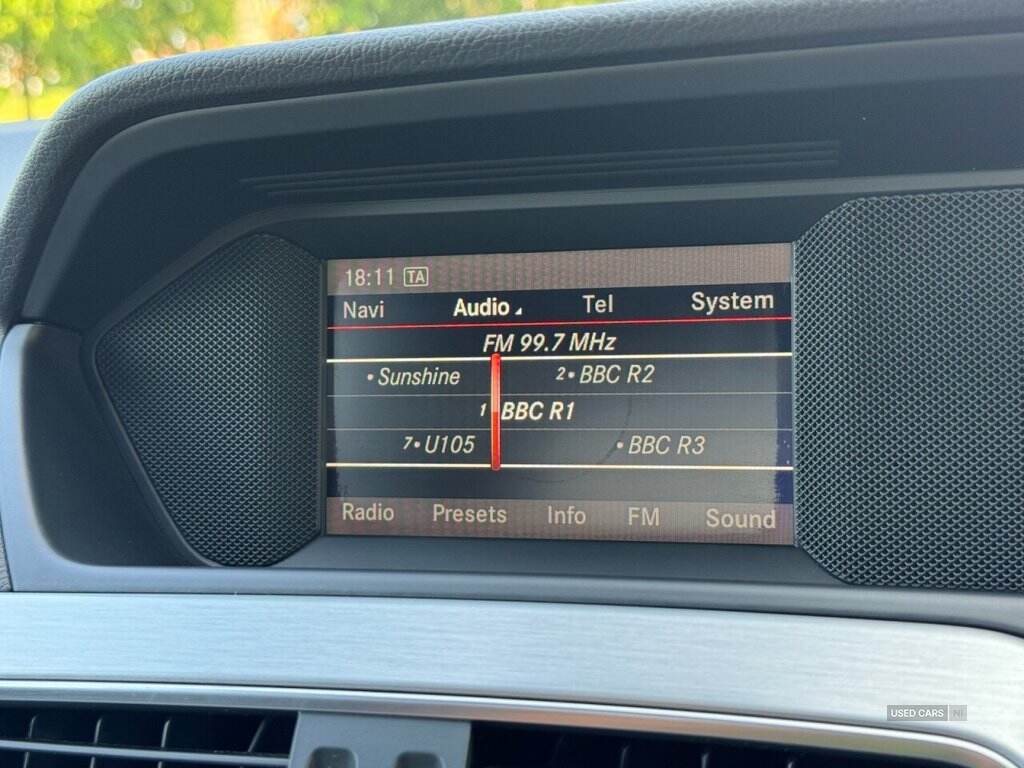 18:11 TA
Navi Audio Tel System
FM 99.7 MHz
•Sunshine 2•BBC R2
1 BBC R1
7•U105 •BBC R3
Radio Presets Info FM Sound
USED CARS NI